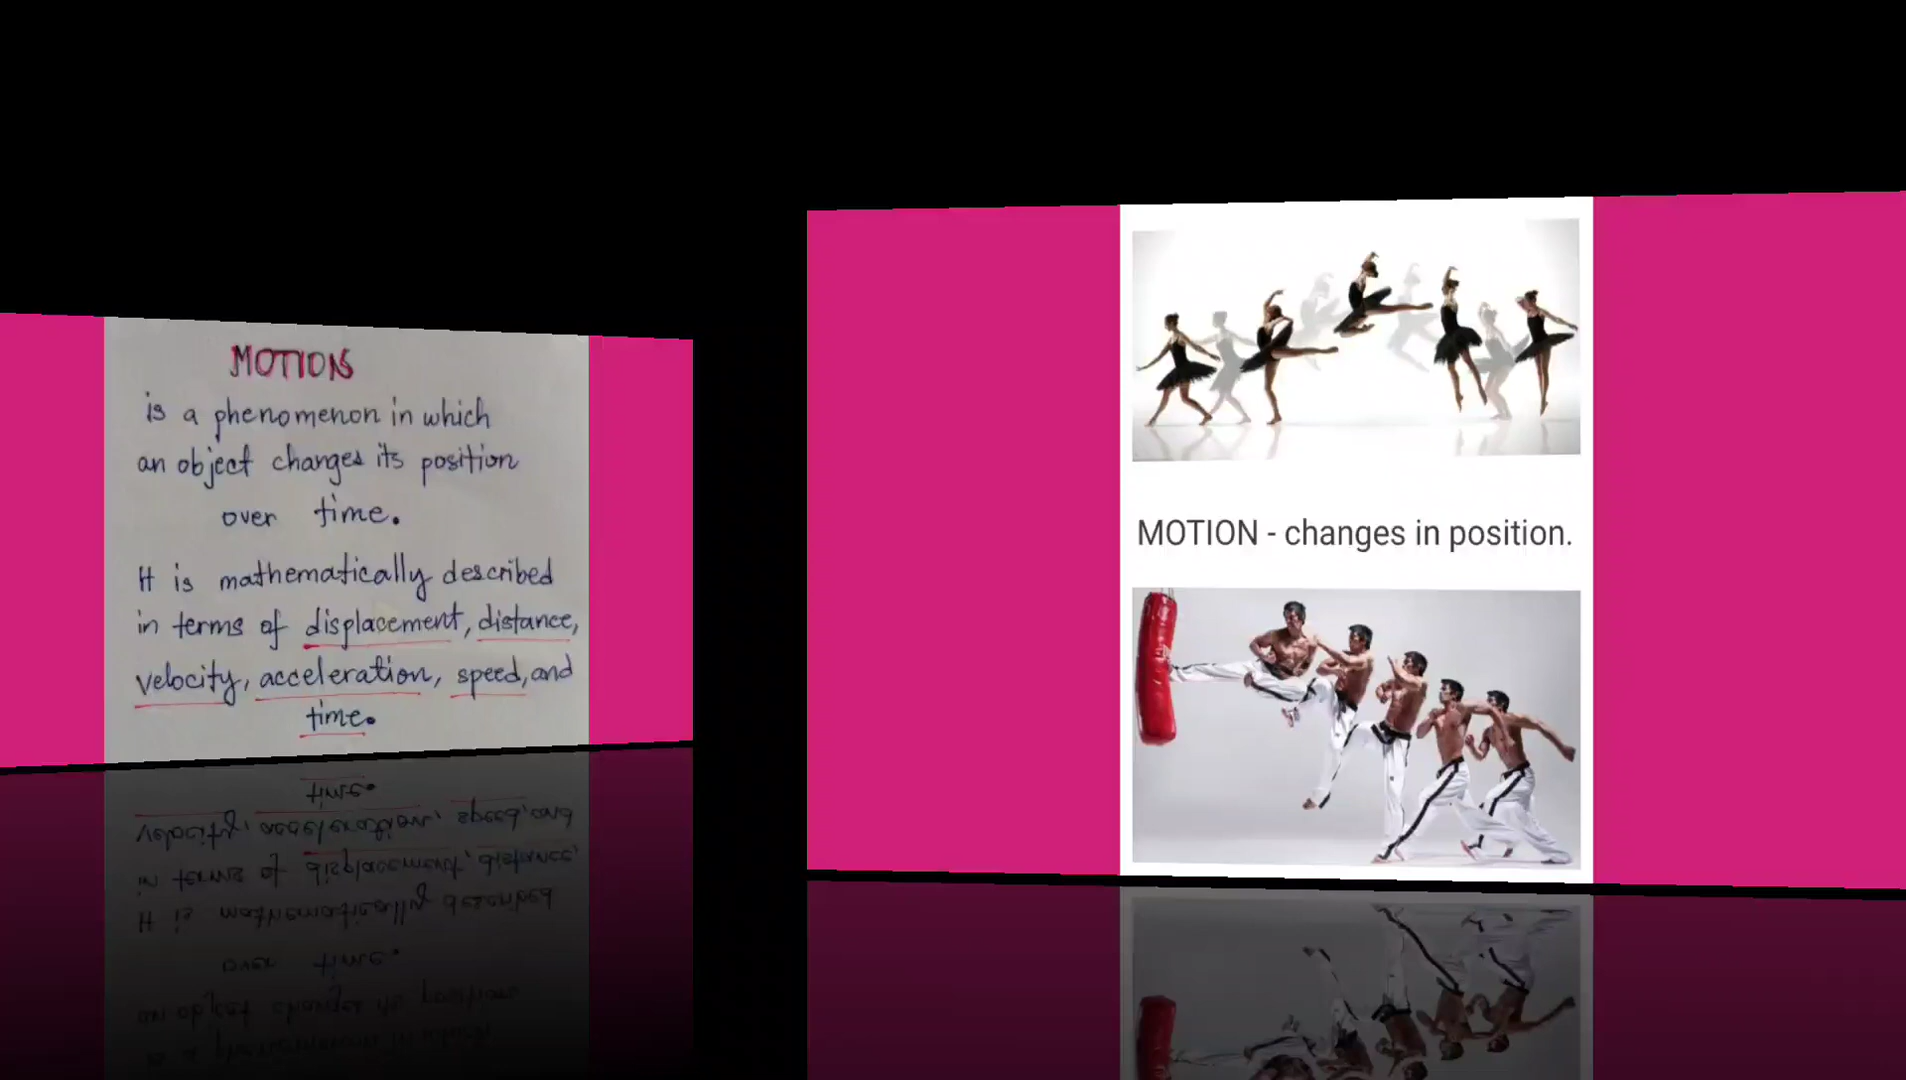 MOTION
is a phenomenon in which
an object changes its position
over time.
It is mathematically described
in terms of displacement, distance,
velocity, acceleration, speed, and
time.
MOTION - changes in position.